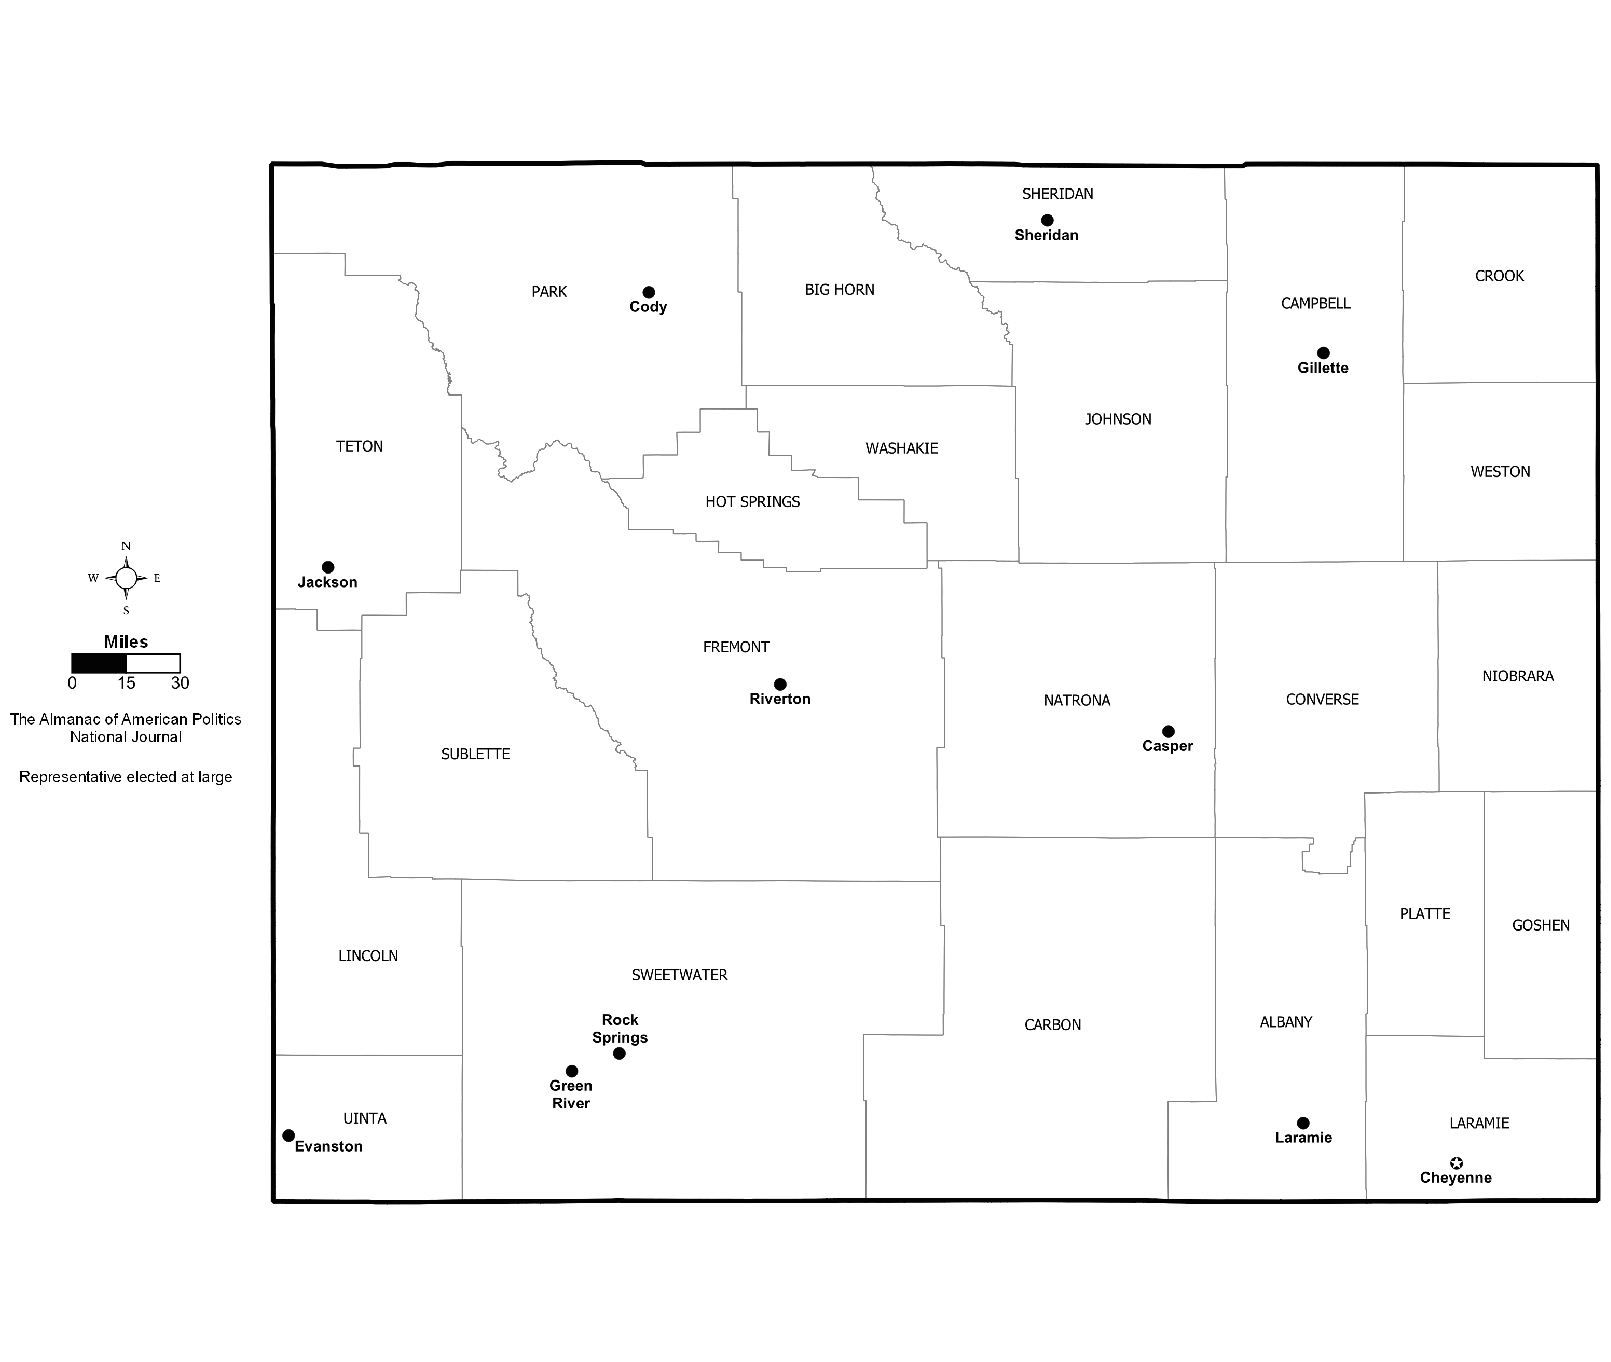 SHERIDAN
Sheridan
CROOK
PARK
BIG HORN
CAMPBELL
Cody
Gillette
JOHNSON
TETON
WASHAKIE
WESTON
HOT SPRINGS
N
W E
S
Jackson
Miles
0 15 30
The Almanac of American Politics
National Journal
Representative elected at large
FREMONT
Riverton
NATRONA
CONVERSE
NIOBRARA
Casper
SUBLETTE
PLATTE
GOSHEN
LINCOLN
SWEETWATER
Rock
Springs
Green
River
CARBON
ALBANY
UINTA
Evanston
Laramie
LARAMIE
Cheyenne